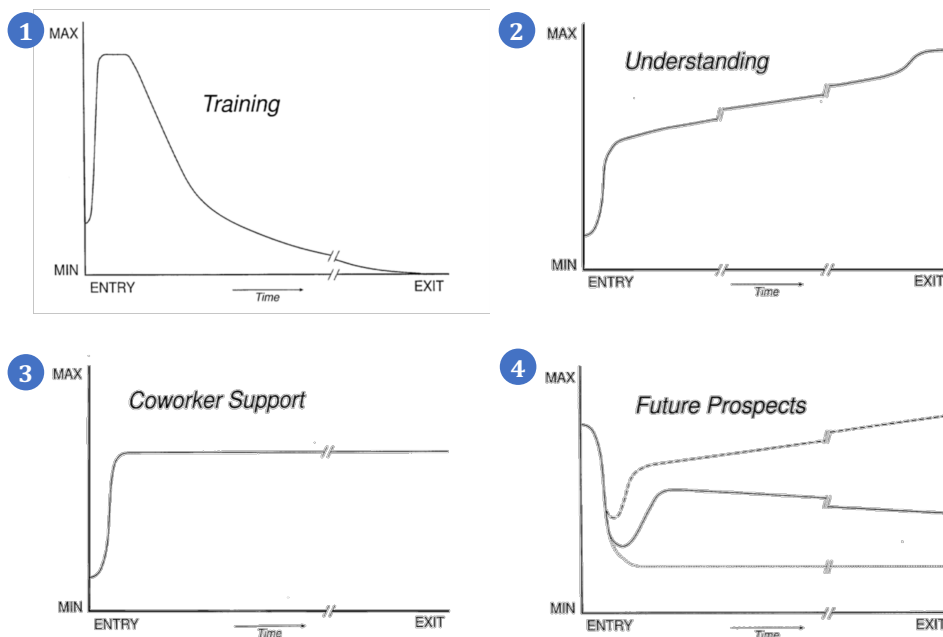 1
MAX
Training
MIN
ENTRY
Time
EXIT
2
MAX
Understanding
MIN
ENTRY
Time
EXIT
3
MAX
Coworker Support
MIN
ENTRY
Time
EXIT
4
MAX
Future Prospects
MIN
ENTRY
Time
EXIT